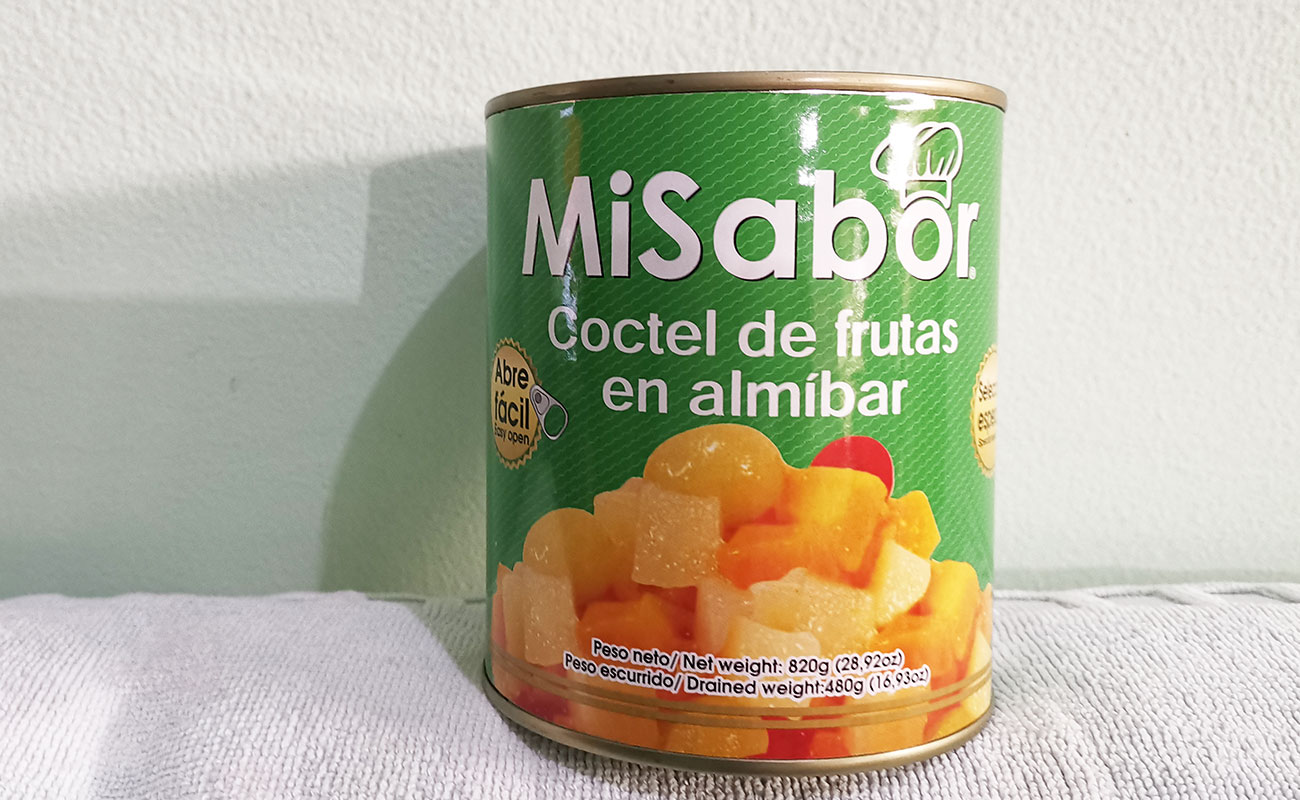 MiSabor
Coctel de frutas
en almíbar
Abre
fácil
Easy open
Peso neto/ Net weight: 820g (28,92oz)
Peso escurrido/ Drained weight:480g (16,93oz)